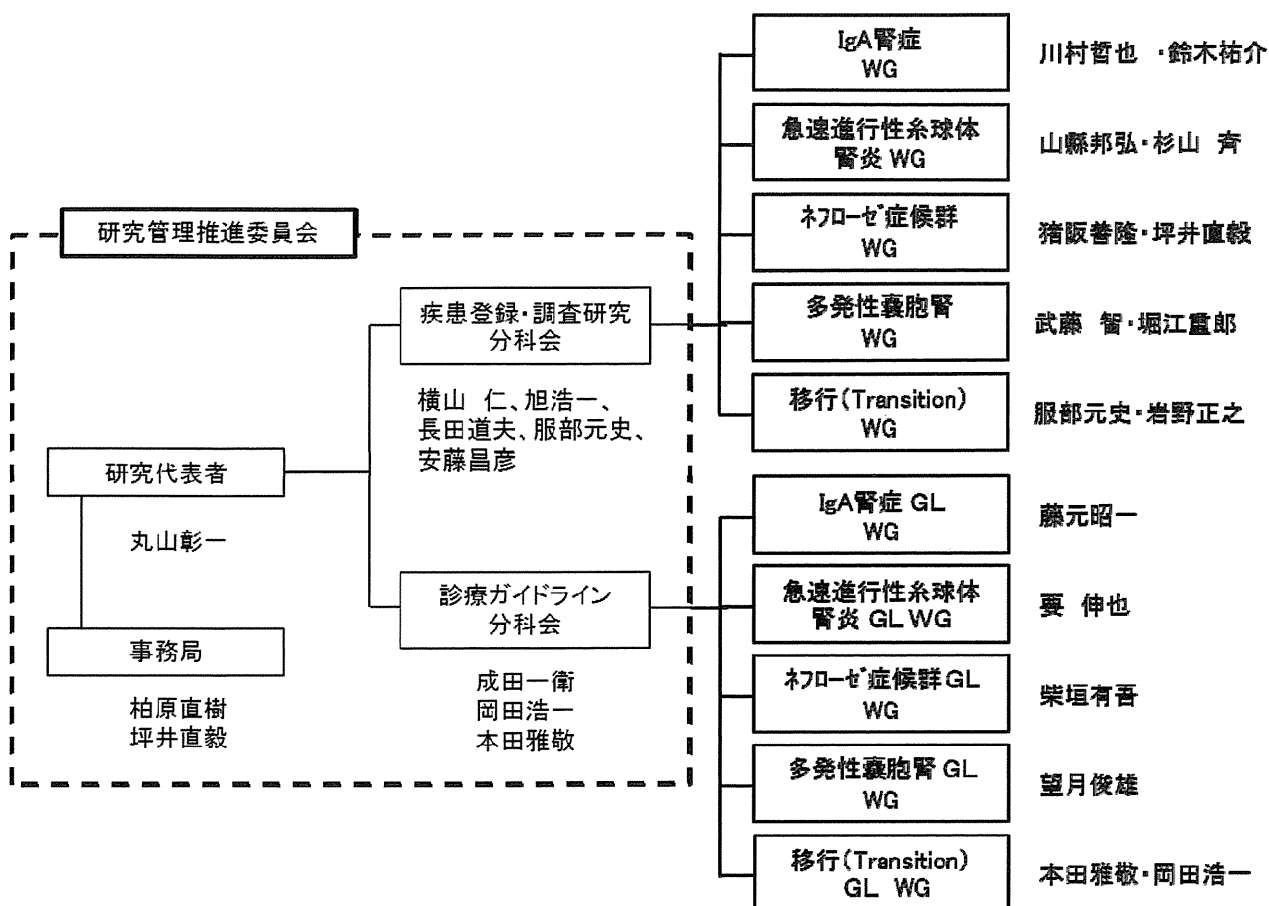 研究管理推進委員会
研究代表者
丸山彰一
事務局
柏原直樹
坪井直毅
疾患登録・調査研究
分科会
横山　仁、旭浩一、
長田道夫、服部元史、
安藤昌彦
診療ガイドライン
分科会
成田一衛
岡田浩一
本田雅敬
IgA腎症
WG
川村哲也　・鈴木祐介
急速進行性糸球体
腎炎 WG
山縣邦弘・杉山　斉
ネフローゼ症候群
WG
猪阪善隆・坪井直毅
多発性嚢胞腎
WG
武藤　智・堀江重郎
移行(Transition)
WG
服部元史・岩野正之
IgA腎症 GL
WG
藤元昭一
急速進行性糸球体
腎炎 GL WG
要　伸也
ネフローゼ症候群 GL
WG
柴垣有吾
多発性嚢胞腎 GL
WG
望月俊雄
移行(Transition)
GL WG
本田雅敬・岡田浩一